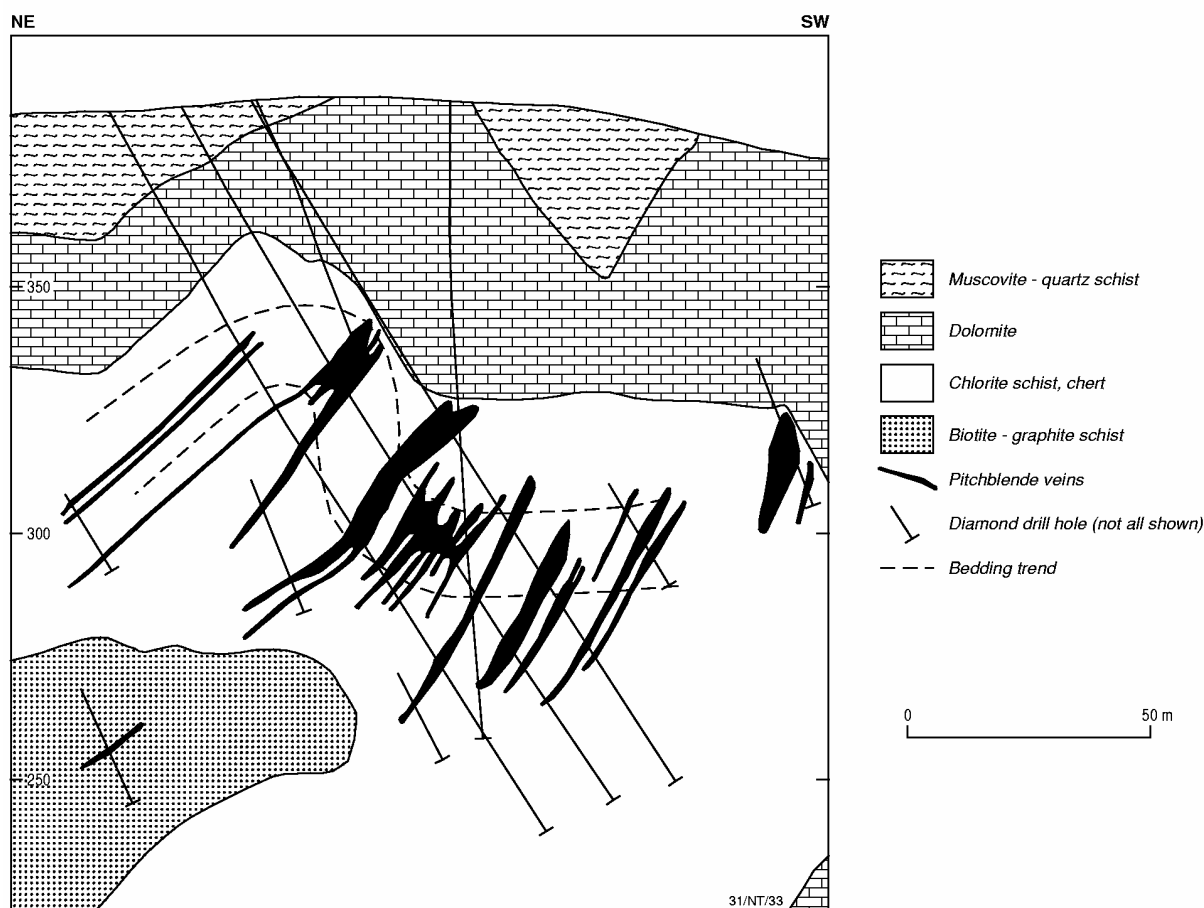 NE
SW
350
300
250
31/NT/33
Muscovite - quartz schist
Dolomite
Chlorite schist, chert
Biotite - graphite schist
Pitchblende veins
Diamond drill hole (not all shown)
Bedding trend
0
50 m